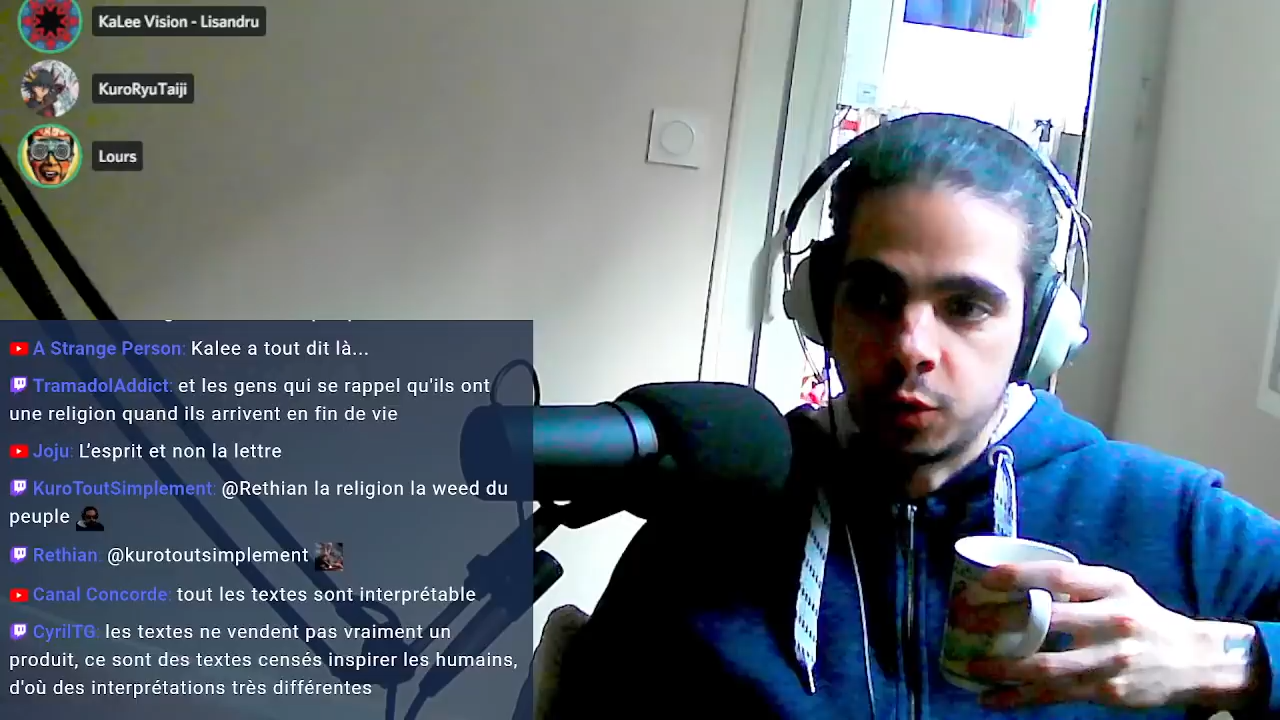 KaLee Vision - Lisandru
KuroRyuTaiji
Lours
A Strange Person: Kalee a tout dit là...
TramadolAddict: et les gens qui se rappel qu'ils ont
une religion quand ils arrivent en fin de vie
Joju: L'esprit et non la lettre
KuroToutSimplement: @Rethian la religion la weed du
peuple
Rethian: @kurotoutsimplement
Canal Concorde: tout les textes sont interprétable
CyrilTG: les textes ne vendent pas vraiment un
produit, ce sont des textes censés inspirer les humains,
d'où des interprétations très différentes